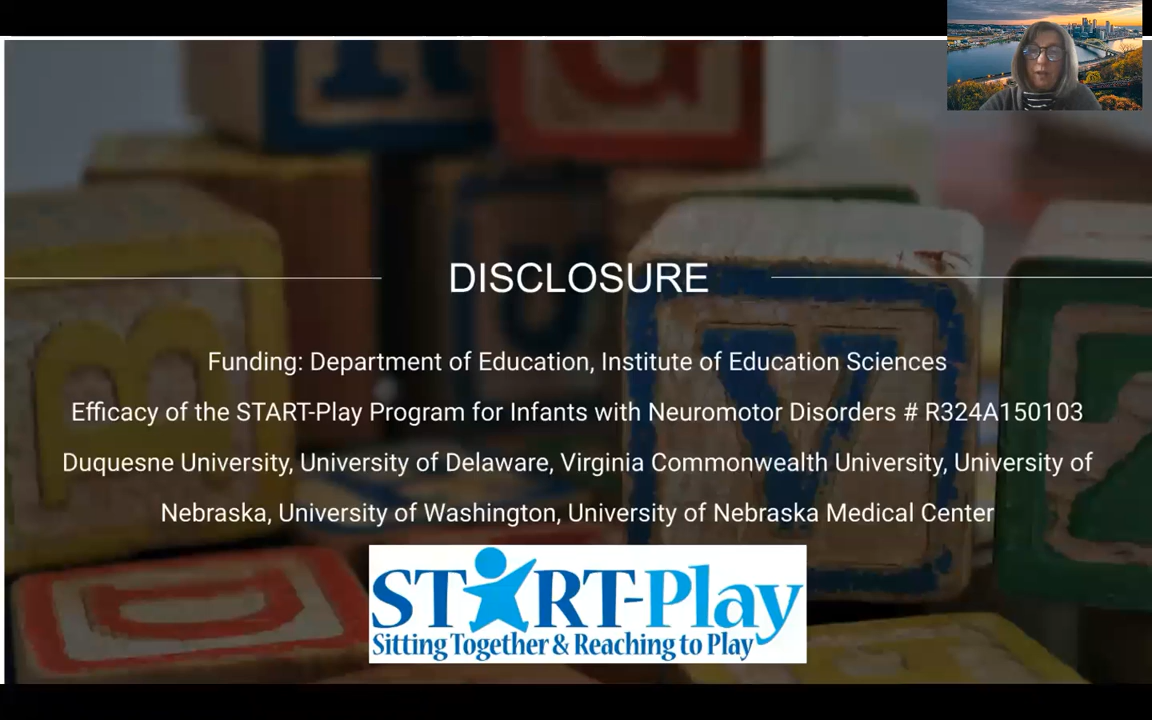 DISCLOSURE
Funding: Department of Education, Institute of Education Sciences
Efficacy of the START-Play Program for Infants with Neuromotor Disorders # R324A150103
Duquesne University, University of Delaware, Virginia Commonwealth University, University of
Nebraska, University of Washington, University of Nebraska Medical Center
START-Play
Sitting Together & Reaching to Play